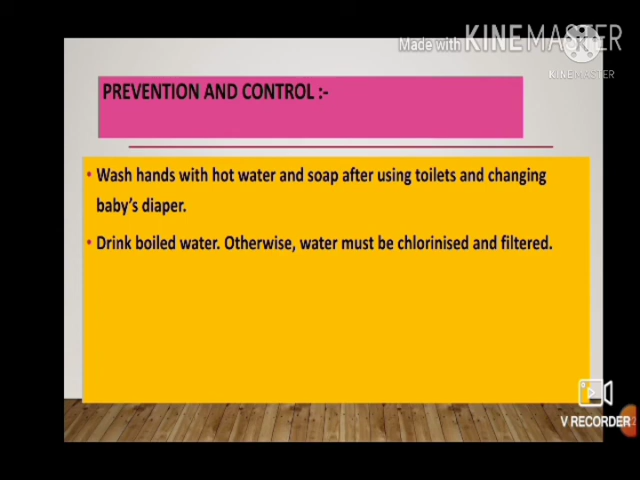 Made with KINEMASTER
KINEMASTER
PREVENTION AND CONTROL :-
• Wash hands with hot water and soap after using toilets and changing
baby's diaper.
• Drink boiled water. Otherwise, water must be chlorinised and filtered.
V RECORDER